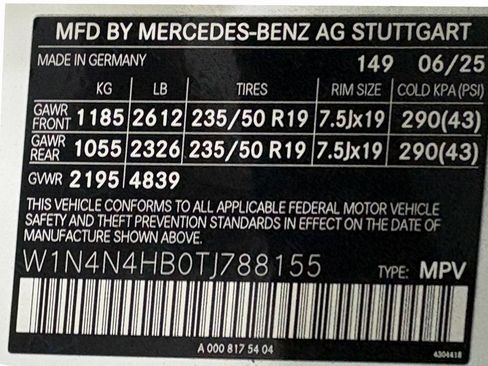 MFD BY MERCEDES-BENZ AG STUTTGART
MADE IN GERMANY 149 06/25
KG LB TIRES RIM SIZE COLD KPA (PSI)
GAWR FRONT 1185 2612 235/50 R19 7.5Jx19 290(43)
GAWR REAR 1055 2326 235/50 R19 7.5Jx19 290(43)
GVWR 2195 4839
THIS VEHICLE CONFORMS TO ALL APPLICABLE FEDERAL MOTOR VEHICLE
SAFETY AND THEFT PREVENTION STANDARDS IN EFFECT ON THE DATE OF
MANUFACTURE SHOWN ABOVE.
W1N4N4HB0TJ788155 TYPE: MPV
A 000 817 54 04 4304418